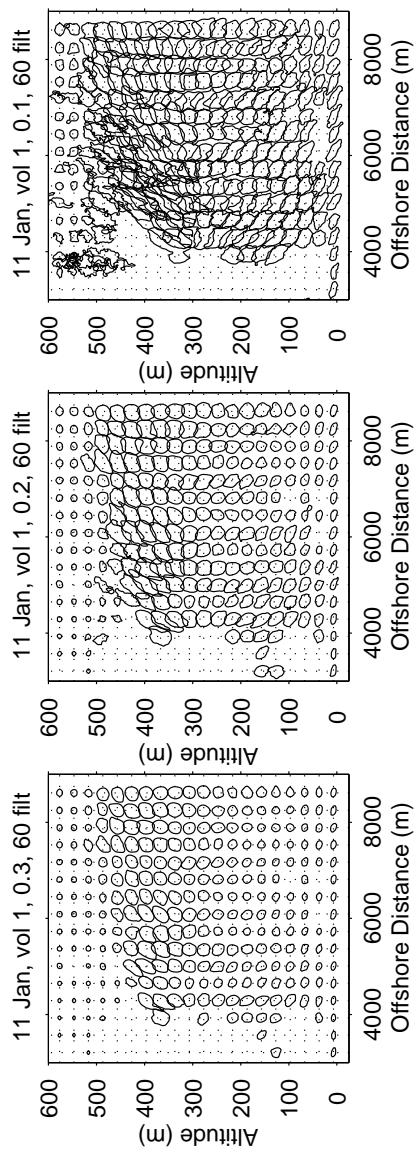 11 Jan, vol 1, 0.3, 60 filt
600
500
400
300
200
100
0
Altitude (m)
4000 6000 8000
Offshore Distance (m)
11 Jan, vol 1, 0.2, 60 filt
600
500
400
300
200
100
0
Altitude (m)
4000 6000 8000
Offshore Distance (m)
11 Jan, vol 1, 0.1, 60 filt
600
500
400
300
200
100
0
Altitude (m)
4000 6000 8000
Offshore Distance (m)